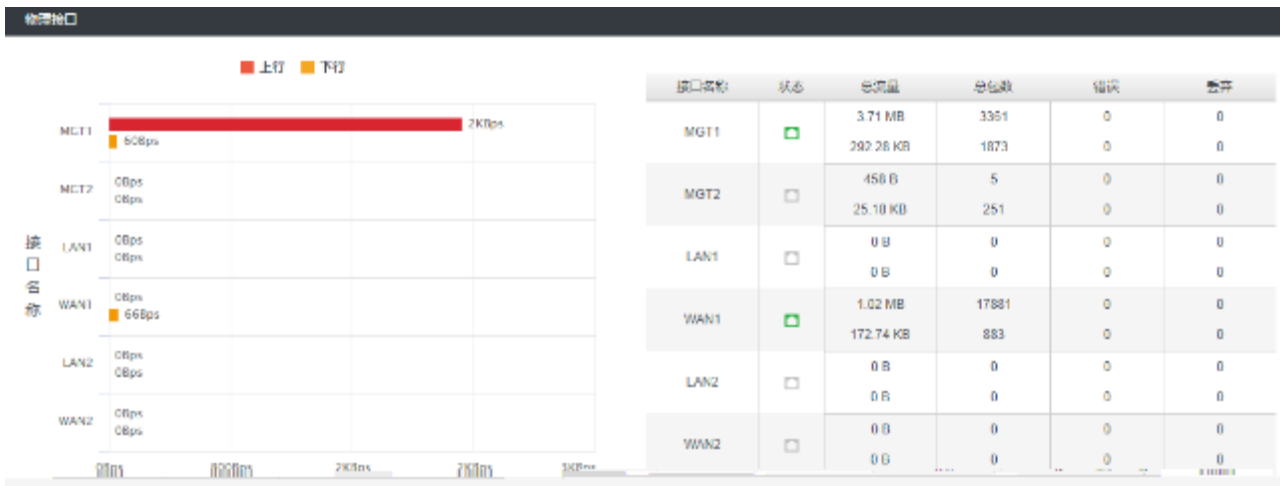 物理接口
上行 下行
接口名称
MGT1 2KBps
60Bps
MGT2 0Bps
0Bps
LAN1 0Bps
0Bps
WAN1 0Bps
66Bps
LAN2 0Bps
0Bps
WAN2 0Bps
0Bps
2KBps
接口名称 状态 总流量 总包数 错误 丢弃
MGT1 3.71 MB 3361 0 0
292.28 KB 1873 0 0
MGT2 458 B 5 0 0
25.18 KB 251 0 0
LAN1 0 B 0 0 0
0 B 0 0 0
WAN1 1.02 MB 17881 0 0
172.74 KB 883 0 0
LAN2 0 B 0 0 0
0 B 0 0 0
WAN2 0 B 0 0 0
0 B 0 0 0